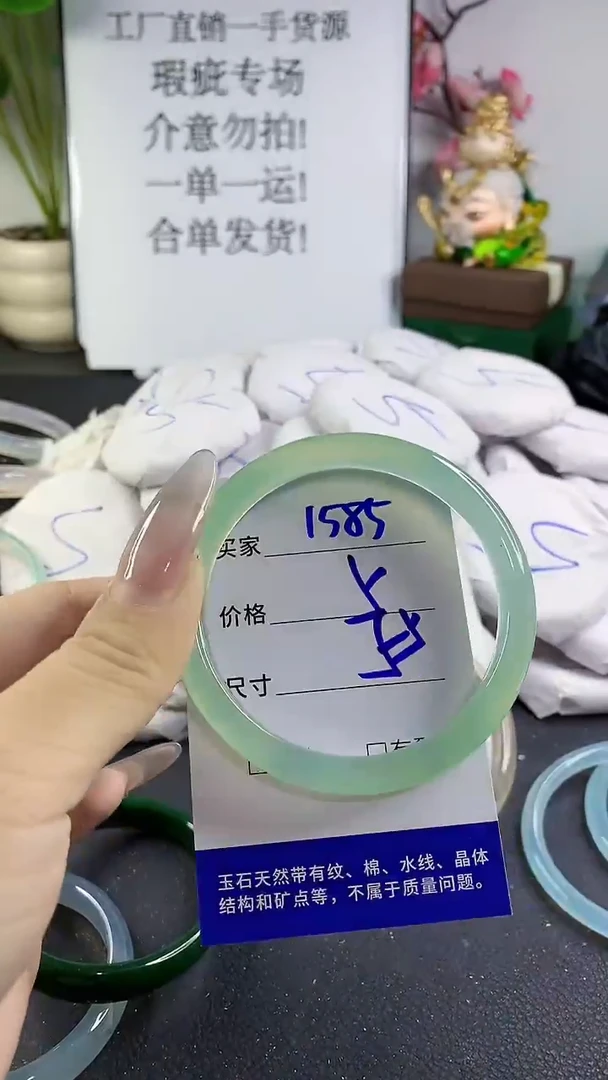 工厂直销一手货源
瑕疵专场
介意勿拍!
一单一运!
合单发货!
买家 1585
价格
尺寸
玉石天然带有纹、棉、水线、晶体
结构和矿点等，不属于质量问题。